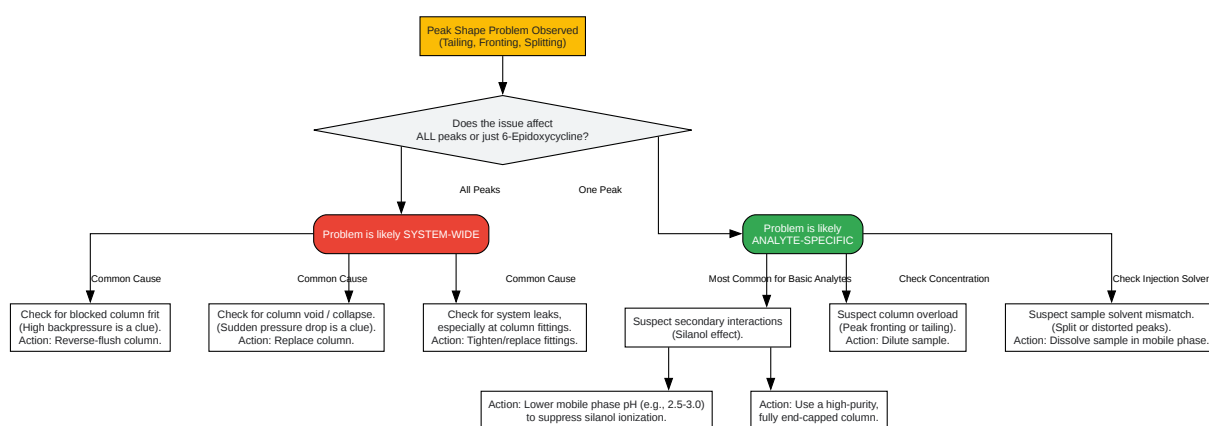 Peak Shape Problem Observed
(Tailing, Fronting, Splitting)
Does the issue affect
ALL peaks or just 6-Epidoxycycline?
All Peaks
One Peak
Problem is likely SYSTEM-WIDE
Problem is likely
ANALYTE-SPECIFIC
Common Cause
Common Cause
Common Cause
Most Common for Basic Analytes
Check Concentration
Check Injection Solven
Check for blocked column frit
(High backpressure is a clue).
Action: Reverse-flush column.
Check for column void / collapse.
(Sudden pressure drop is a clue).
Action: Replace column.
Check for system leaks,
especially at column fittings.
Action: Tighten/replace fittings.
Suspect secondary interactions
(Silanol effect).
Suspect column overload
(Peak fronting or tailing).
Action: Dilute sample.
Suspect sample solvent mismatch.
(Split or distorted peaks).
Action: Dissolve sample in mobile phase.
Action: Lower mobile phase pH (e.g., 2.5-3.0)
to suppress silanol ionization.
Action: Use a high-purity,
fully end-capped column.